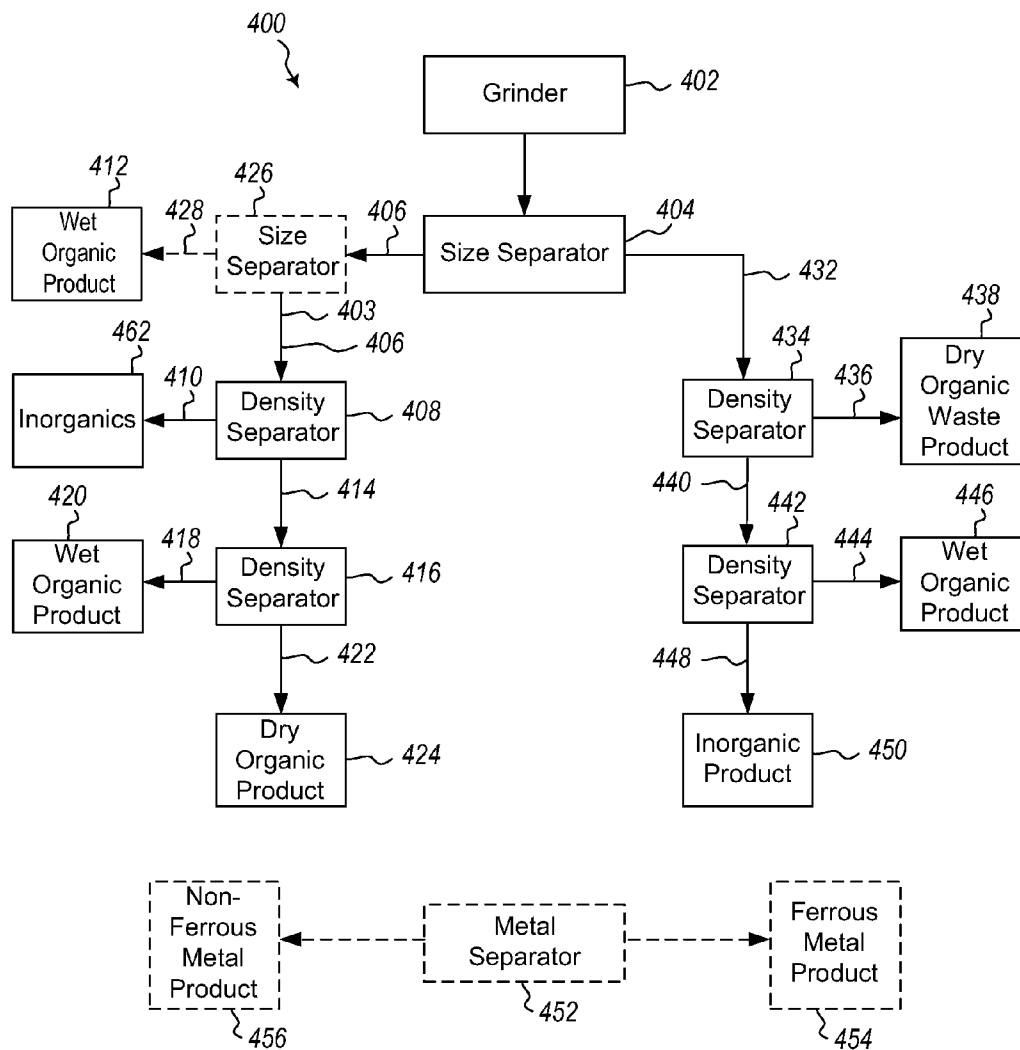 400
Grinder
402
412
Wet
Organic
Product
428
426
Size
Separator
406
Size Separator
404
432
403
406
462
Inorganics
410
Density
Separator
408
434
Density
Separator
436
438
Dry
Organic
Waste
Product
414
440
420
Wet
Organic
Product
418
Density
Separator
416
442
Density
Separator
444
446
Wet
Organic
Product
422
448
Dry
Organic
Product
424
Inorganic
Product
450
Non-
Ferrous
Metal
Product
456
Metal
Separator
452
Ferrous
Metal
Product
454